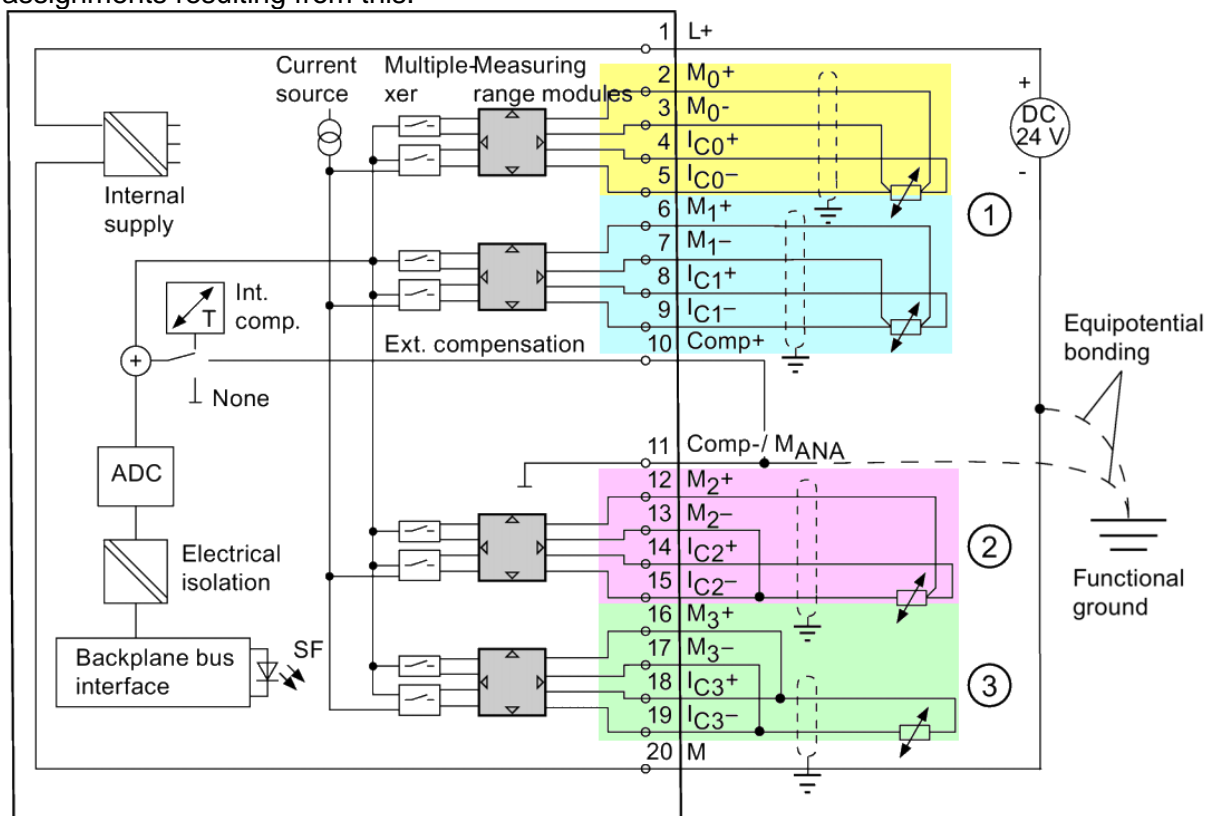 assignments resulting from this.
1 L+
Current source
Multiple-xer
Measuring range modules
2 M0+
3 M0-
4 IC0+
5 IC0–
+
DC
24 V
-
Internal supply
1
6 M1+
7 M1–
8 IC1+
9 IC1–
10 Comp+
T
Int. comp.
+
Ext. compensation
None
Equipotential bonding
11 Comp-/ MANA
ADC
12 M2+
13 M2–
14 IC2+
15 IC2–
2
Electrical isolation
Functional ground
16 M3+
17 M3–
18 IC3+
19 IC3–
3
Backplane bus interface
SF
20 M